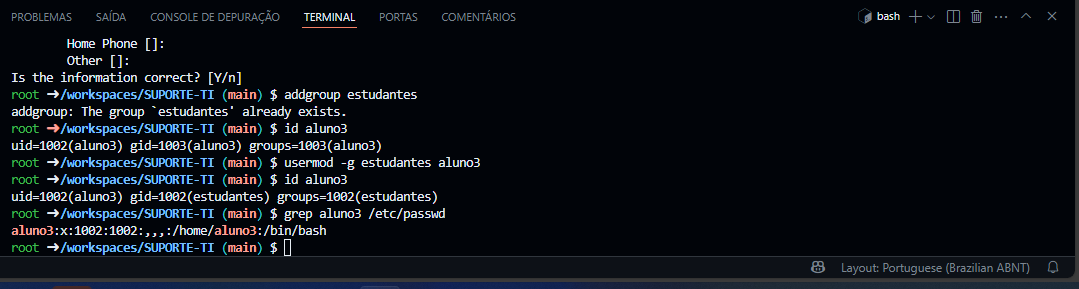 PROBLEMAS SAÍDA CONSOLE DE DEPURAÇÃO TERMINAL PORTAS COMENTÁRIOS bash
Home Phone []:
Other []:
Is the information correct? [Y/n]
root ➜/workspaces/SUPORTE-TI (main) $ addgroup estudantes
addgroup: The group `estudantes' already exists.
root ➜/workspaces/SUPORTE-TI (main) $ id aluno3
uid=1002(aluno3) gid=1003(aluno3) groups=1003(aluno3)
root ➜/workspaces/SUPORTE-TI (main) $ usermod -g estudantes aluno3
root ➜/workspaces/SUPORTE-TI (main) $ id aluno3
uid=1002(aluno3) gid=1002(estudantes) groups=1002(estudantes)
root ➜/workspaces/SUPORTE-TI (main) $ grep aluno3 /etc/passwd
aluno3:x:1002:1002:,,,:/home/aluno3:/bin/bash
root ➜/workspaces/SUPORTE-TI (main) $
Layout: Portuguese (Brazilian ABNT)